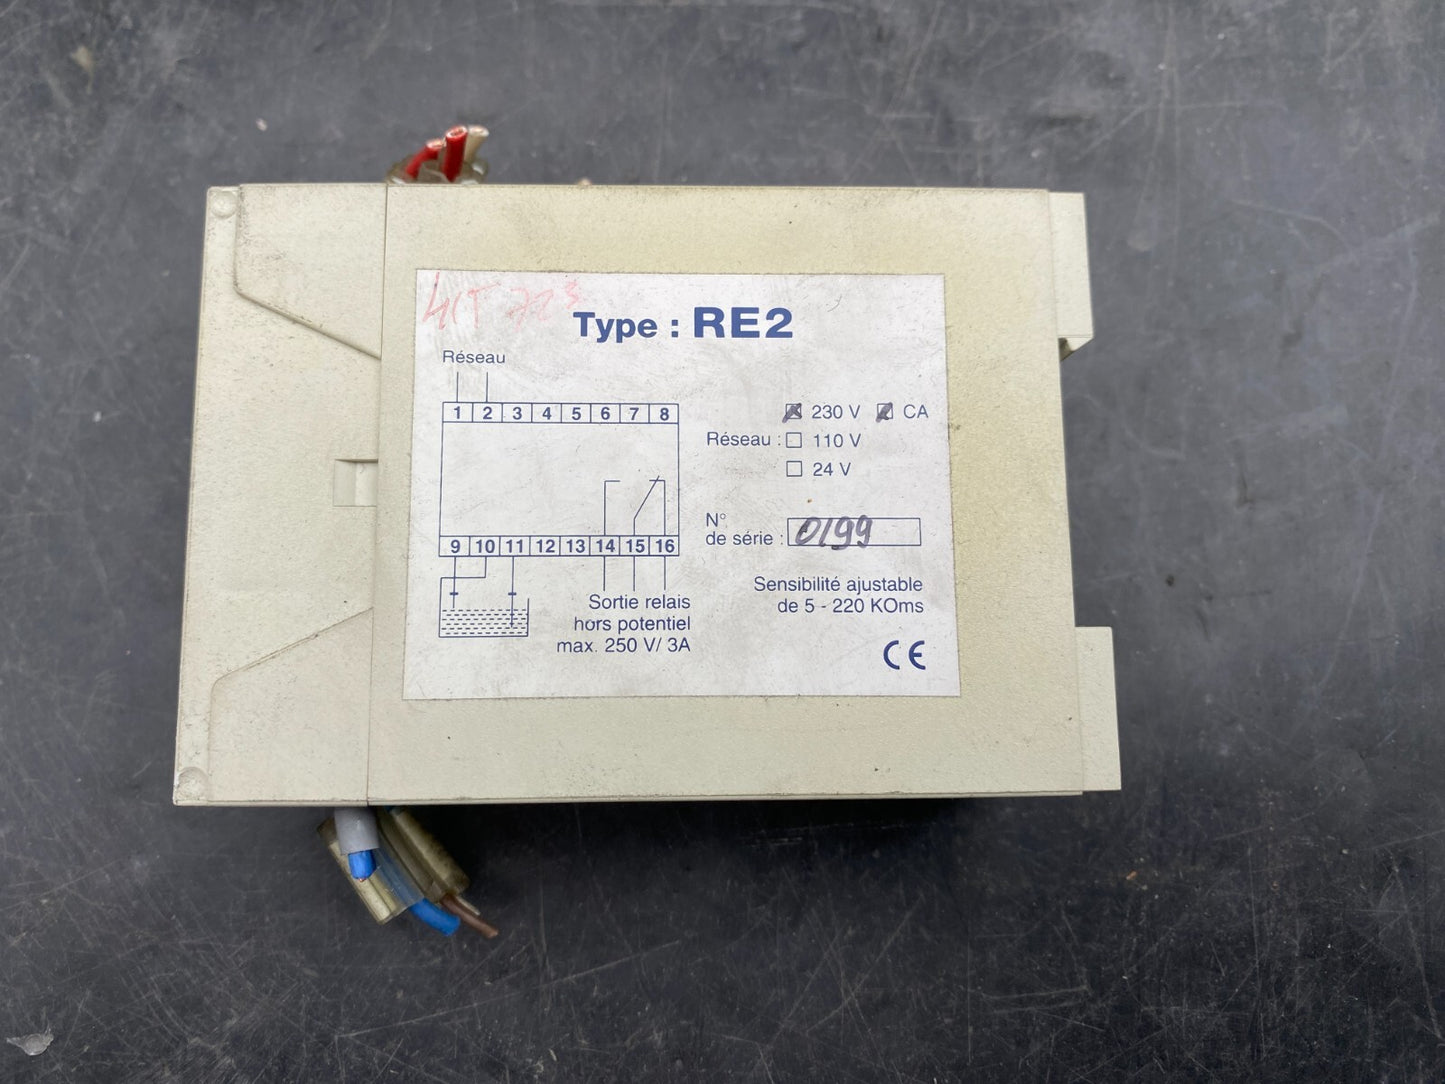 Type : RE2
Réseau
1 2 3 4 5 6 7 8
230 V CA
Réseau : 110 V
24 V
N°
de série : 0199
9 10 11 12 13 14 15 16
Sortie relais
hors potentiel
max. 250 V/ 3A
Sensibilité ajustable
de 5 - 220 KOms
CE